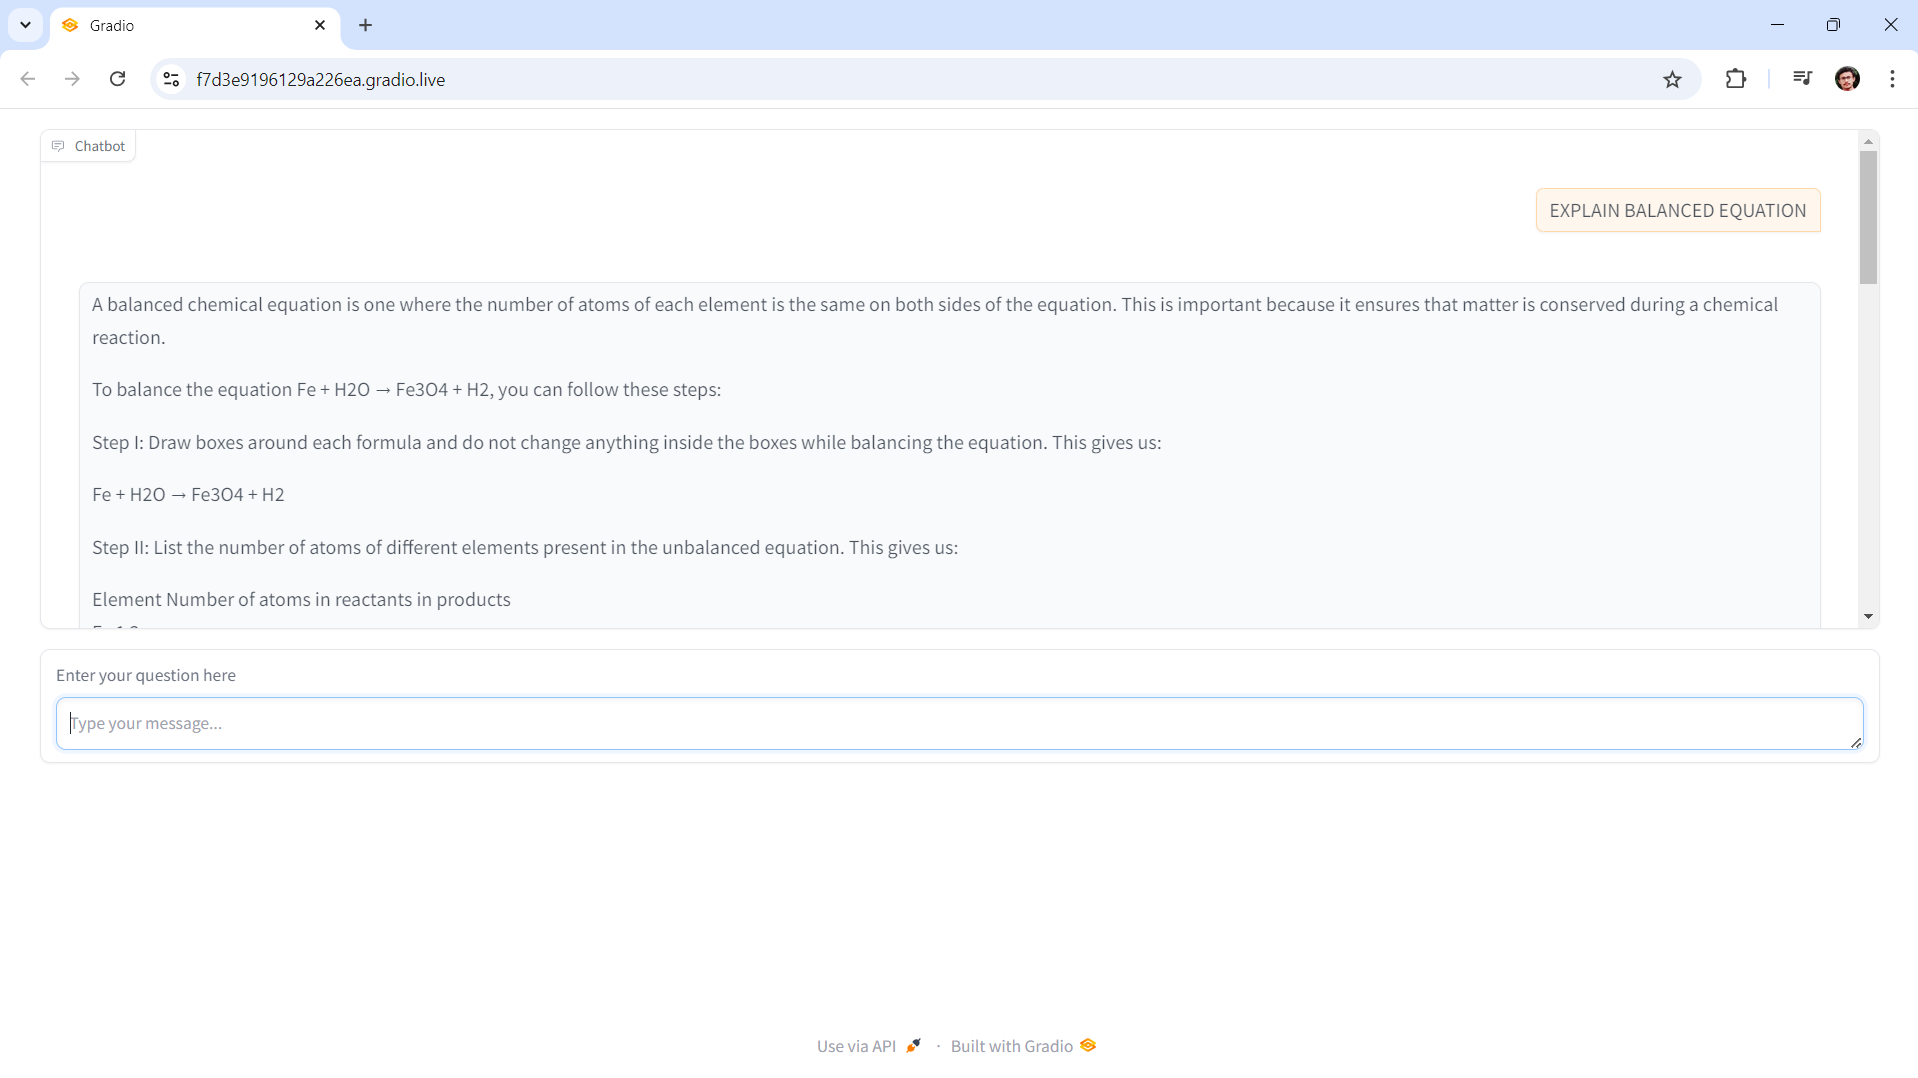 Gradio
f7d3e9196129a226ea.gradio.live
Chatbot
EXPLAIN BALANCED EQUATION
A balanced chemical equation is one where the number of atoms of each element is the same on both sides of the equation. This is important because it ensures that matter is conserved during a chemical
reaction.
To balance the equation Fe + H2O → Fe3O4 + H2, you can follow these steps:
Step I: Draw boxes around each formula and do not change anything inside the boxes while balancing the equation. This gives us:
Fe + H2O → Fe3O4 + H2
Step II: List the number of atoms of different elements present in the unbalanced equation. This gives us:
Element Number of atoms in reactants in products
Enter your question here
Type your message...
Use via API · Built with Gradio